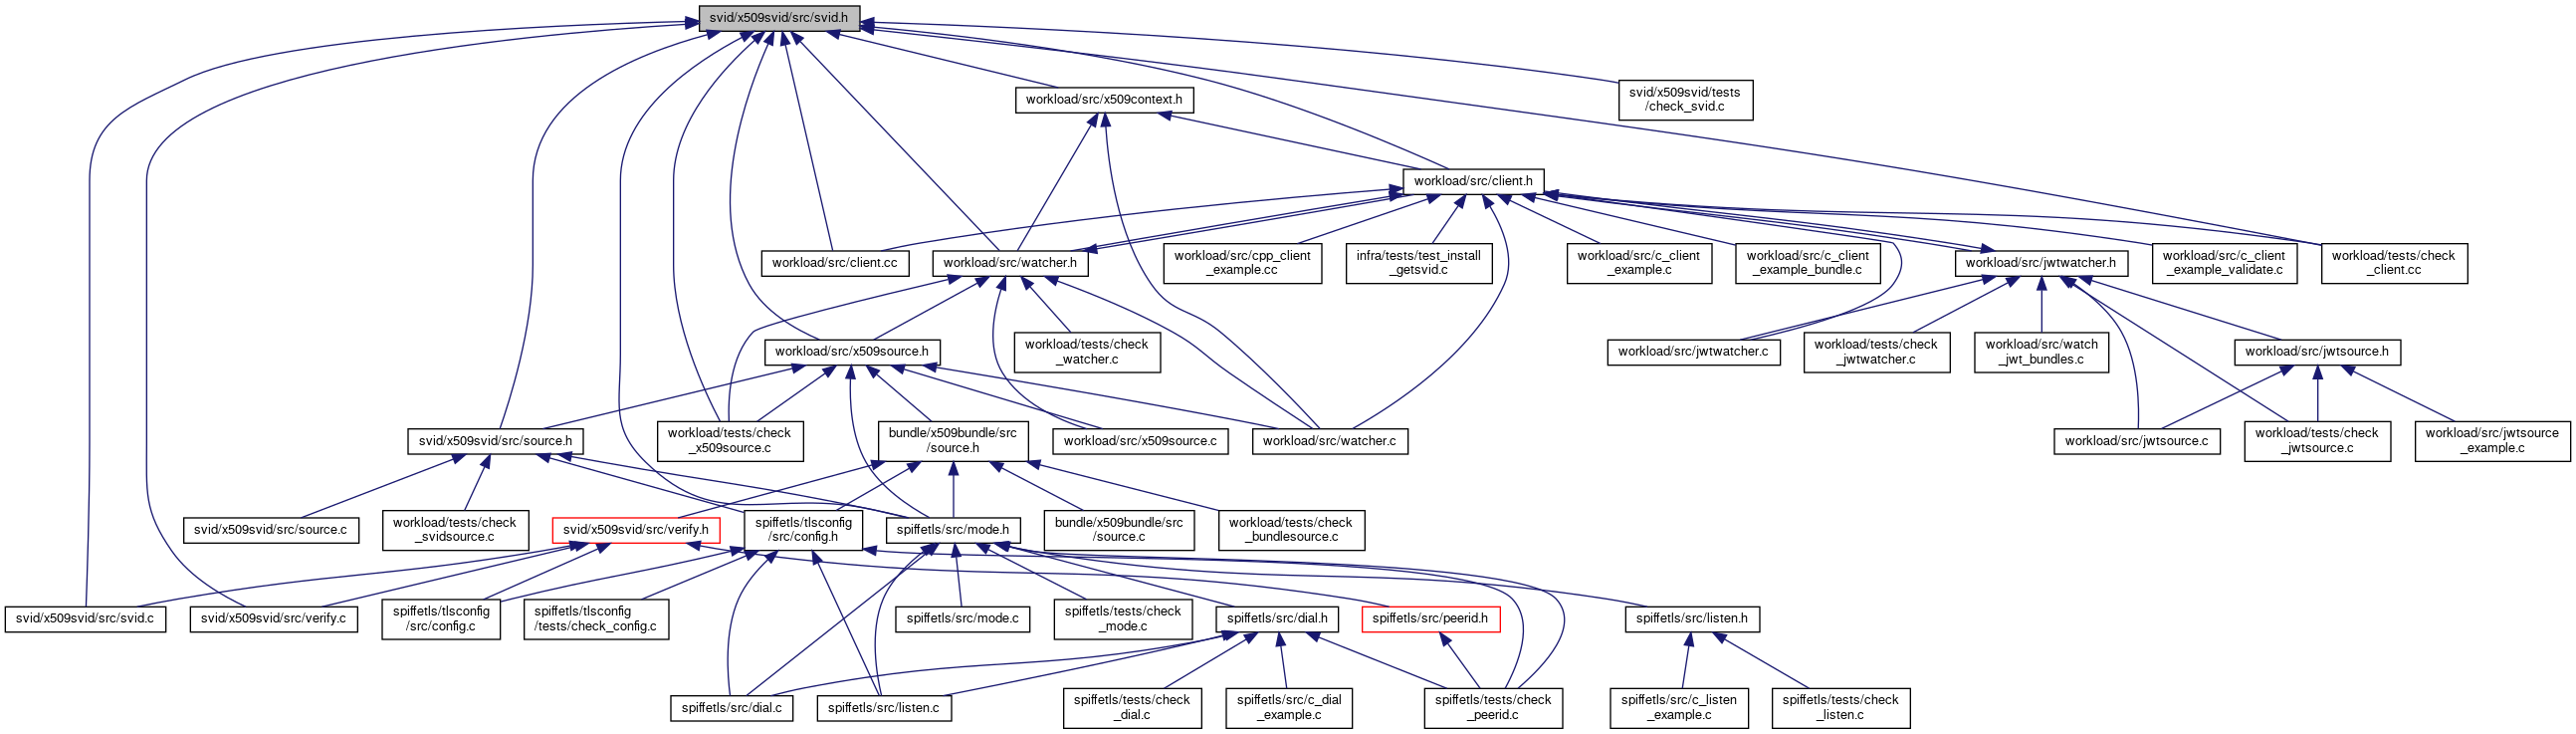 svid/x509svid/src/svid.h
svid/x509svid/tests
/check_svid.c
workload/src/x509context.h
workload/src/client.h
workload/src/client.cc
workload/src/watcher.h
workload/src/cpp_client
_example.cc
infra/tests/test_install
_getsvid.c
workload/src/c_client
_example.c
workload/src/c_client
_example_bundle.c
workload/src/jwtwatcher.h
workload/src/c_client
_example_validate.c
workload/tests/check
_client.cc
workload/src/x509source.h
workload/tests/check
_watcher.c
workload/src/jwtwatcher.c
workload/tests/check
_jwtwatcher.c
workload/src/watch
_jwt_bundles.c
workload/src/jwtsource.h
svid/x509svid/src/source.h
workload/tests/check
_x509source.c
bundle/x509bundle/src
/source.h
workload/src/x509source.c
workload/src/watcher.c
workload/src/jwtsource.c
workload/tests/check
_jwtsource.c
workload/src/jwtsource
_example.c
svid/x509svid/src/source.c
workload/tests/check
_svidsource.c
svid/x509svid/src/verify.h
spiffetls/tlsconfig
/src/config.h
spiffetls/src/mode.h
bundle/x509bundle/src
/source.c
workload/tests/check
_bundlesource.c
svid/x509svid/src/svid.c
svid/x509svid/src/verify.c
spiffetls/tlsconfig
/src/config.c
spiffetls/tlsconfig
/tests/check_config.c
spiffetls/src/mode.c
spiffetls/tests/check
_mode.c
spiffetls/src/dial.h
spiffetls/src/peerid.h
spiffetls/src/listen.h
spiffetls/src/dial.c
spiffetls/src/listen.c
spiffetls/tests/check
_dial.c
spiffetls/src/c_dial
_example.c
spiffetls/tests/check
_peerid.c
spiffetls/src/c_listen
_example.c
spiffetls/tests/check
_listen.c